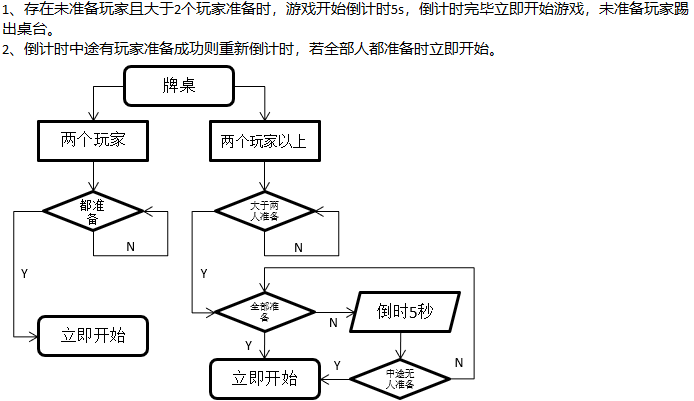 1、存在未准备玩家且大于2个玩家准备时，游戏开始倒计时5s，倒计时完毕立即开始游戏，未准备玩家踢
出桌台。
2、倒计时中途有玩家准备成功则重新倒计时，若全部人都准备时立即开始。
牌桌
两个玩家
两个玩家以上
都准
备
大于两
人准备
N
N
Y
Y
全部准
备
倒时5秒
N
立即开始
Y
立即开始
Y
中途无
人准备
N